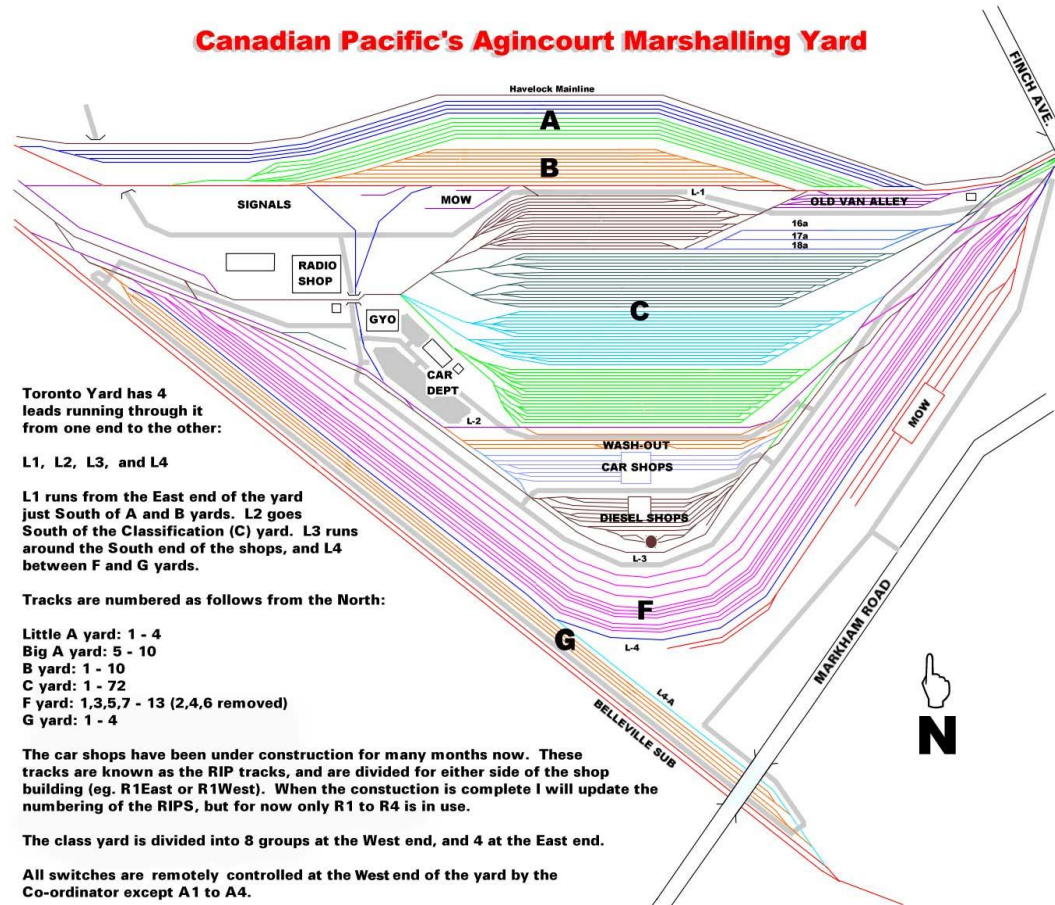 Canadian Pacific's Agincourt Marshalling Yard
FINCH AVE.
Havelock Mainline
A
B
L-1
SIGNALS
MOW
OLD VAN ALLEY
16a
17a
18a
RADIO
SHOP
C
GYO
CAR
DEPT
L-2
MOW
WASH-OUT
CAR SHOPS
DIESEL SHOPS
L-3
F
G
L-4
L4-A
MARKHAM ROAD
BELLEVILLE SUB
N
Toronto Yard has 4
leads running through it
from one end to the other:
L1, L2, L3, and L4
L1 runs from the East end of the yard
just South of A and B yards. L2 goes
South of the Classification (C) yard. L3 runs
around the South end of the shops, and L4
between F and G yards.
Tracks are numbered as follows from the North:
Little A yard: 1 - 4
Big A yard: 5 - 10
B yard: 1 - 10
C yard: 1 - 72
F yard: 1,3,5,7 - 13 (2,4,6 removed)
G yard: 1 - 4
The car shops have been under construction for many months now. These
tracks are known as the RIP tracks, and are divided for either side of the shop
building (eg. R1East or R1West). When the constuction is complete I will update the
numbering of the RIPS, but for now only R1 to R4 is in use.
The class yard is divided into 8 groups at the West end, and 4 at the East end.
All switches are remotely controlled at the West end of the yard by the
Co-ordinator except A1 to A4.